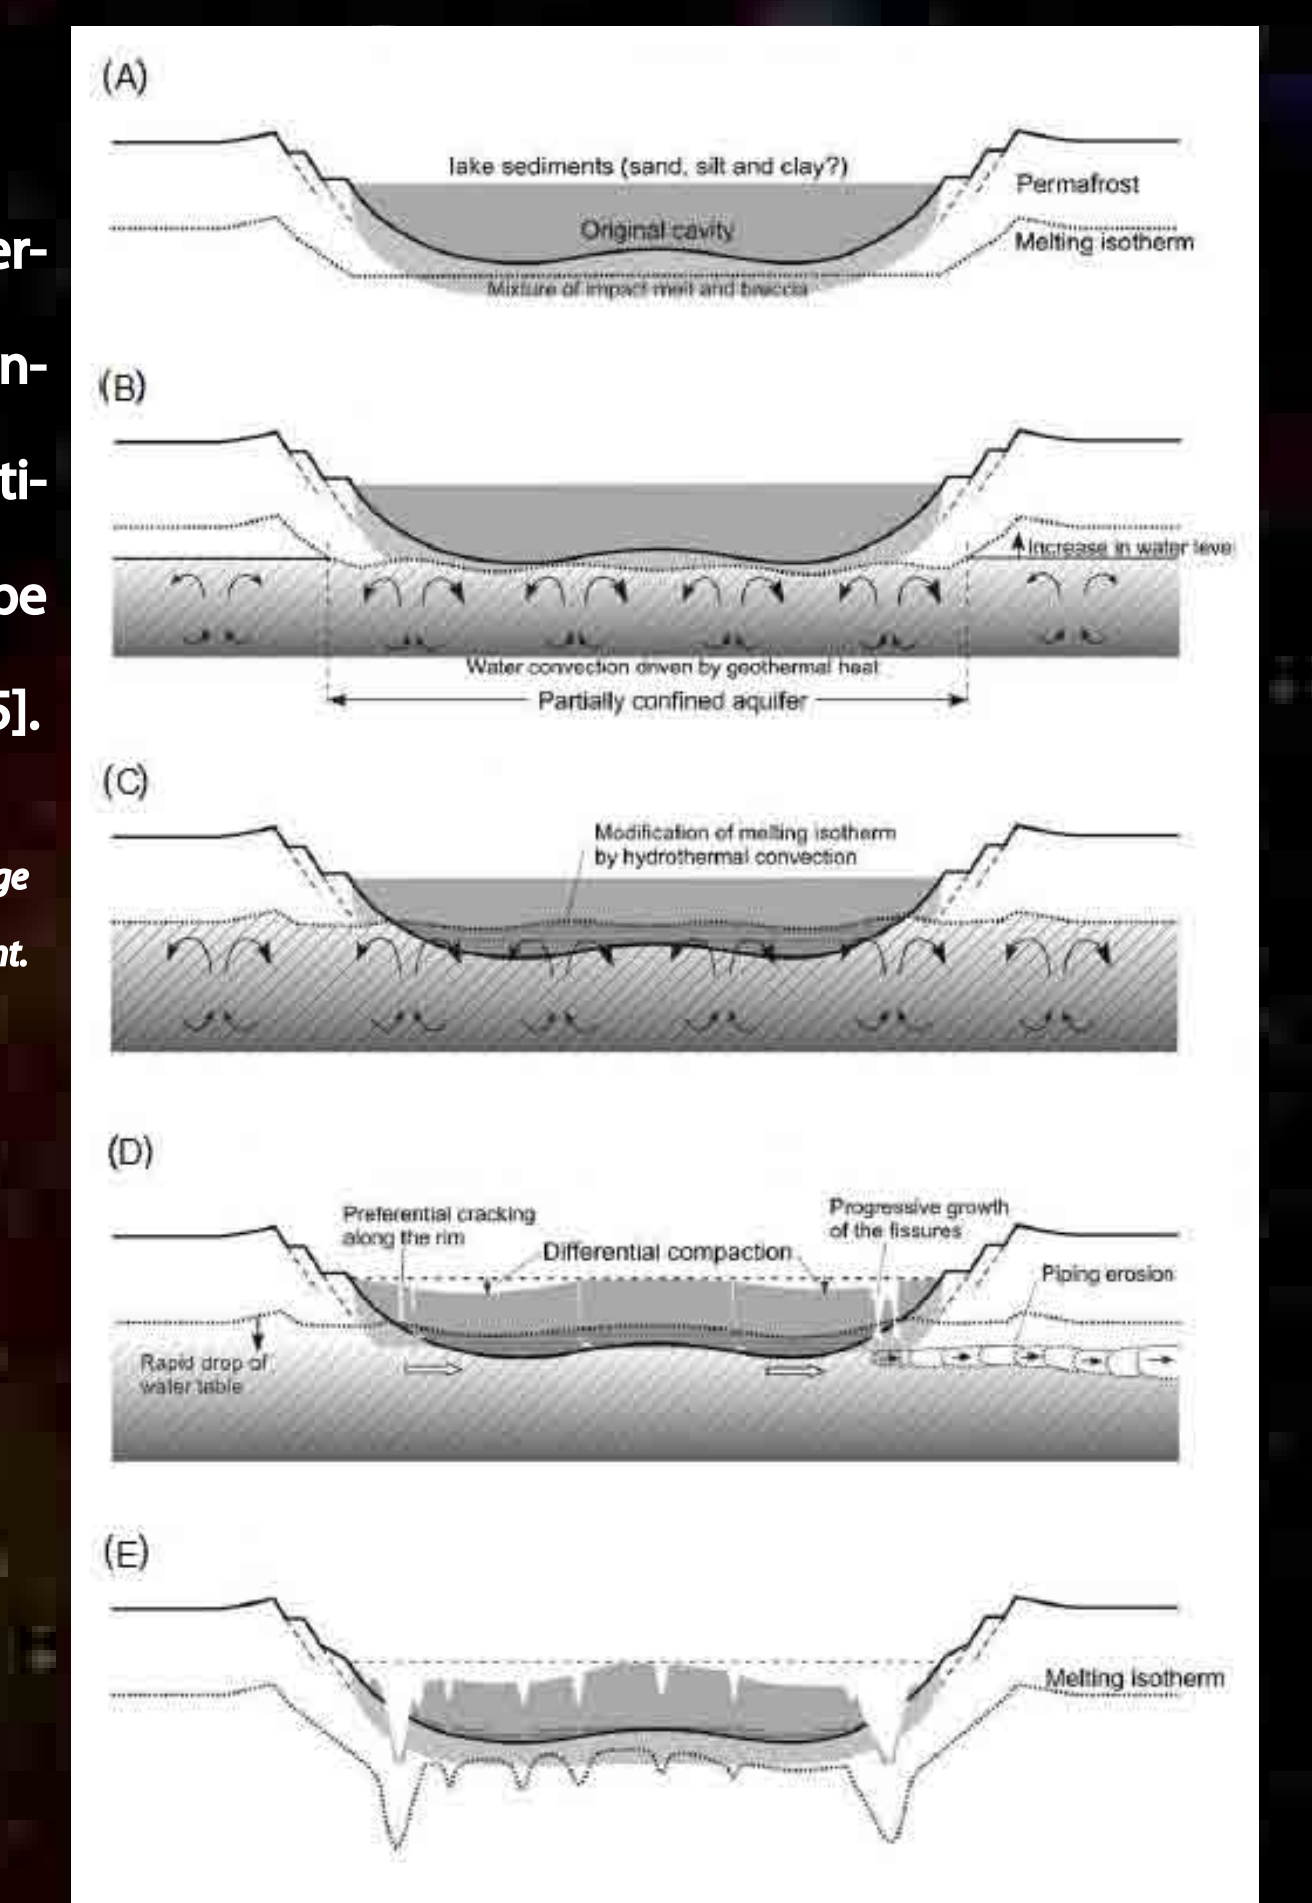 er-
n-
ti-
be
5].
ge
nt.
(A)
lake sediments (sand, silt and clay?)
Original cavity
Permafrost
Melting isotherm
Mixture of impact melt and breccia
(B)
Increase in water level
Water convection driven by geothermal heat
Partially confined aquifer
(C)
Modification of melting isotherm
by hydrothermal convection
(D)
Preferential cracking
along the rim
Differential compaction
Progressive growth
of the fissures
Piping erosion
Rapid drop of
water table
(E)
Melting isotherm